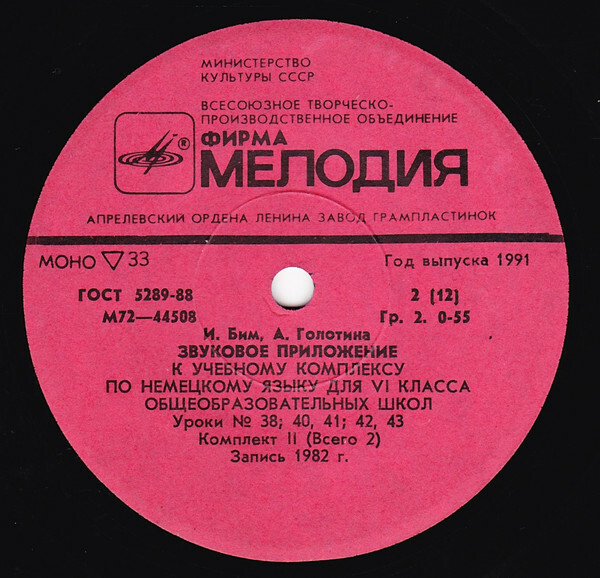 МИНИСТЕРСТВО
КУЛЬТУРЫ СССР
ВСЕСОЮЗНОЕ ТВОРЧЕСКО-
ПРОИЗВОДСТВЕННОЕ ОБЪЕДИНЕНИЕ
®
ФИРМА
МЕЛОДИЯ
АПРЕЛЕВСКИЙ ОРДЕНА ЛЕНИНА ЗАВОД ГРАМПЛАСТИНОК
МОНО ▽ 33 Год выпуска 1991
ГОСТ 5289-88 2 (12)
М72—44508 Гр. 2. 0-55
И. Бим, А. Голотина
ЗВУКОВОЕ ПРИЛОЖЕНИЕ
К УЧЕБНОМУ КОМПЛЕКСУ
ПО НЕМЕЦКОМУ ЯЗЫКУ ДЛЯ VI КЛАССА
ОБЩЕОБРАЗОВАТЕЛЬНЫХ ШКОЛ
Уроки № 38; 40, 41; 42, 43
Комплект II (Всего 2)
Запись 1982 г.